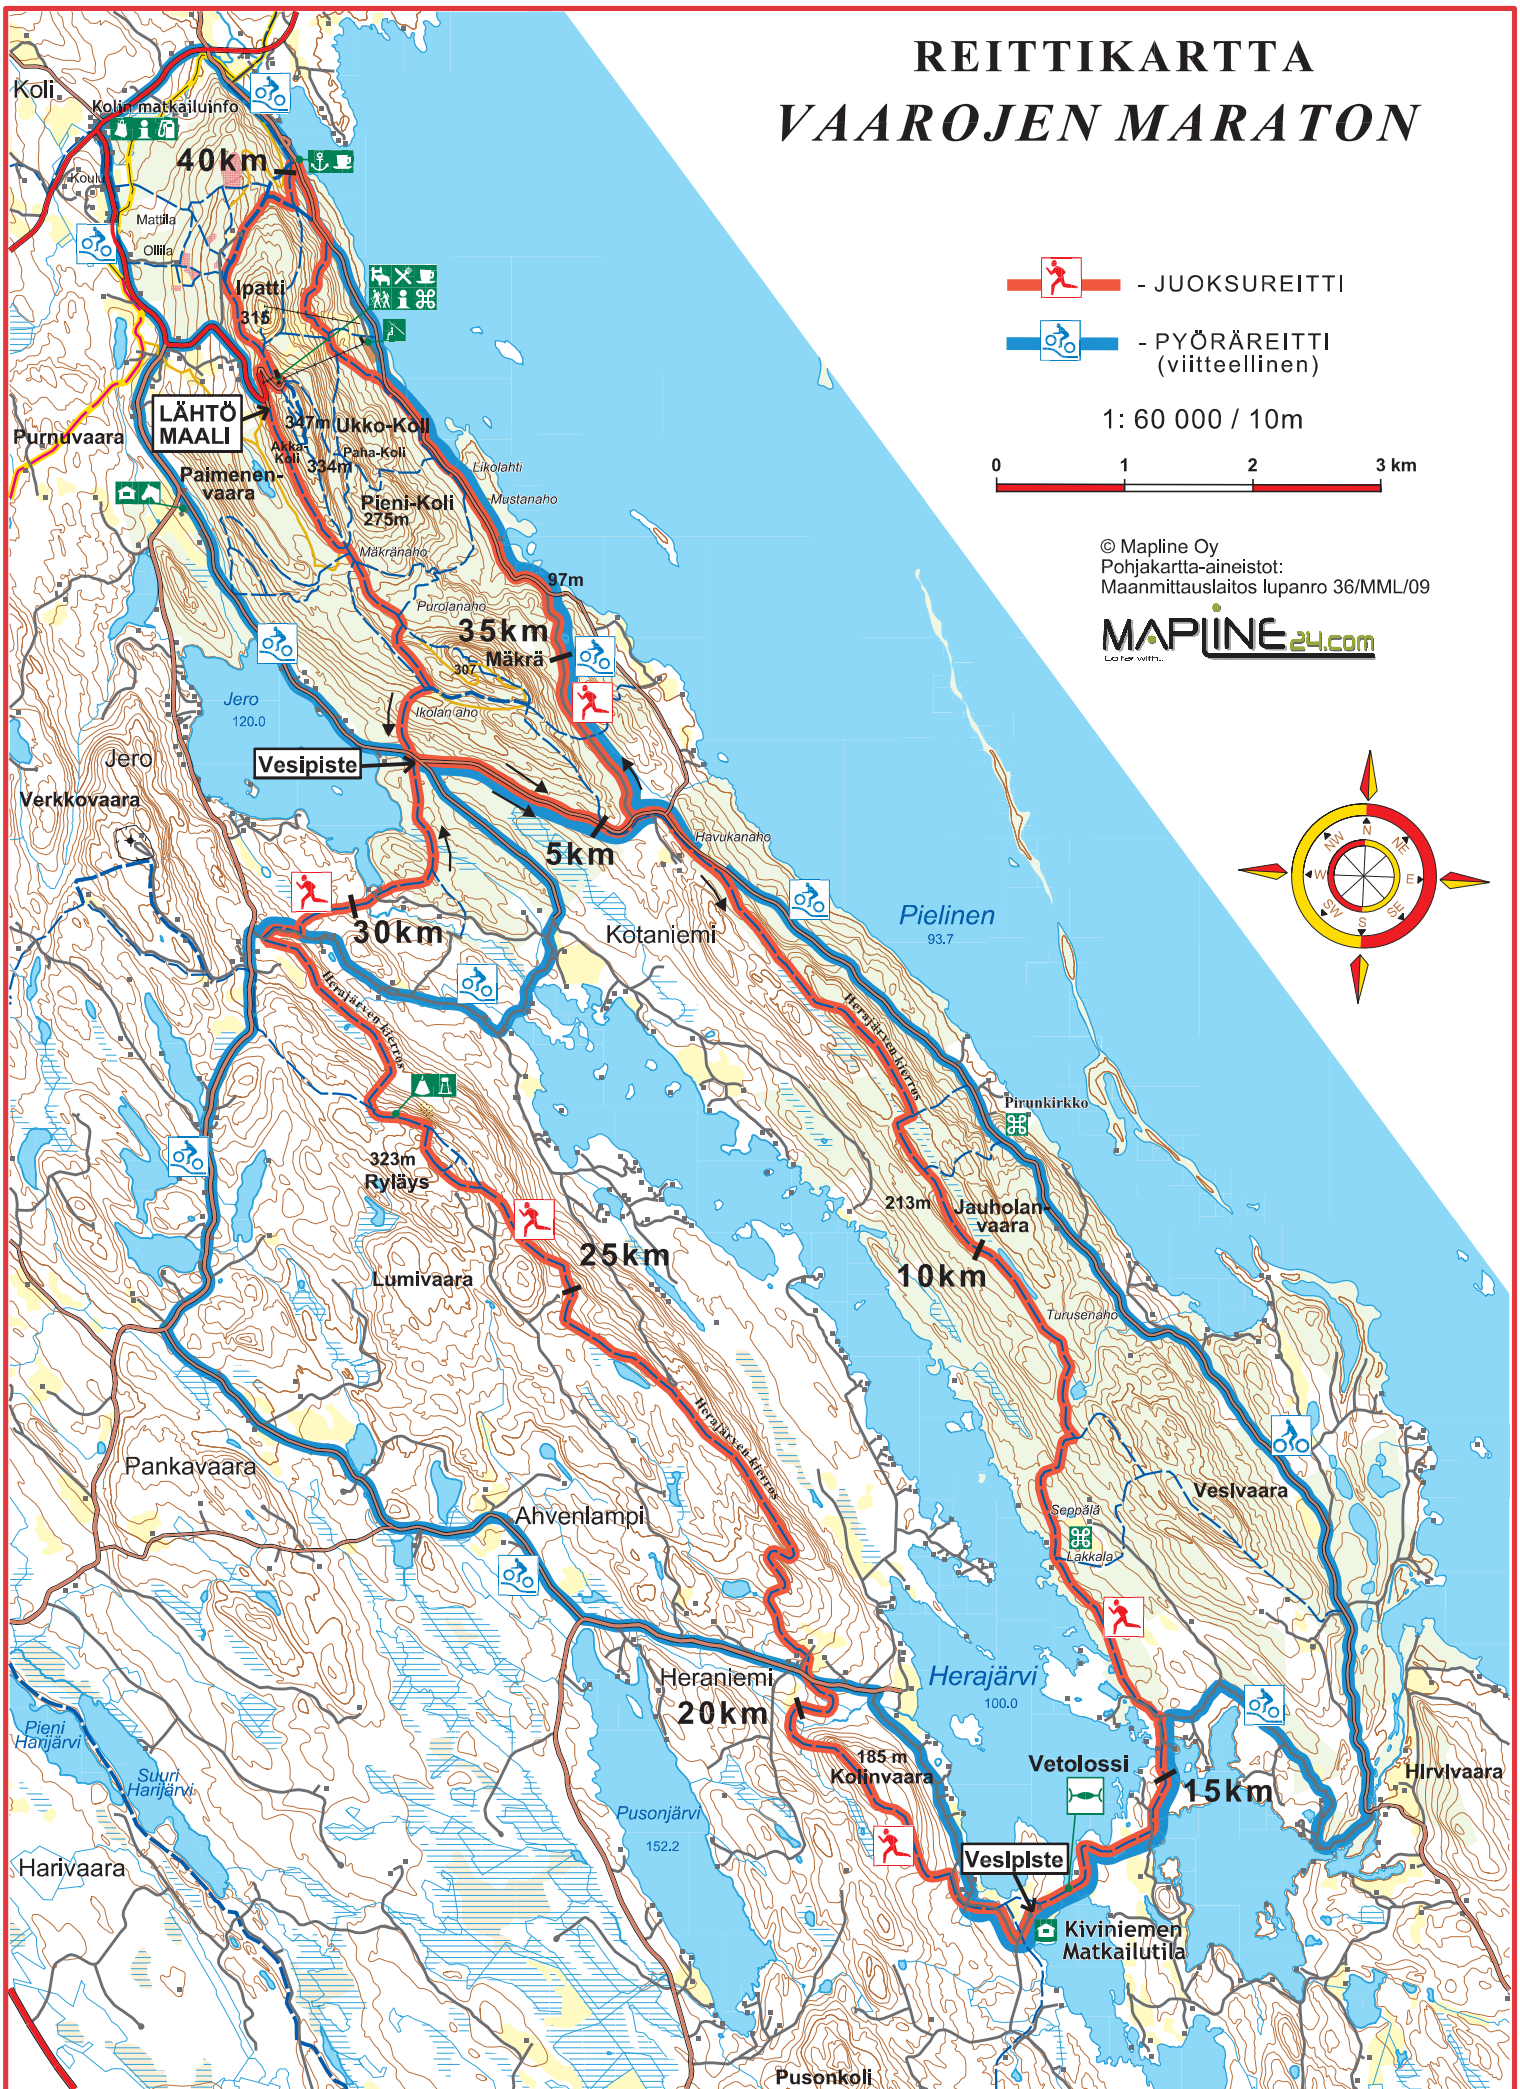 REITTIKARTTA
VAAROJEN MARATON
- JUOKSUREITTI
- PYÖRÄREITTI
(viitteellinen)
1: 60 000 / 10m
0 1 2 3 km
© Mapline Oy
Pohjakartta-aineistot:
Maanmittauslaitos lupanro 36/MML/09
MAPLINE24.com
N
NE
E
SE
S
SW
W
NW
Koli
Kolin matkailuinfo
40km
Koulu
Mattila
Ollila
Ipatti
315
LÄHTÖ
MAALI
Purnuvaara
347m Ukko-Koli
Akka-
Koli
334m
Paha-Koli
Paimenen-
vaara
Likolahti
Mustanaho
Pieni-Koli
275m
Mäkränaho
97m
Purolanaho
35km
Mäkrä
307
Jero
120.0
Ikolan aho
Jero
Vesipiste
Verkkovaara
5km
Havukanaho
30km
Kotaniemi
Pielinen
93.7
Herajärven kierros
Herajärven kierros
Pirunkirkko
323m
Ryläys
213m
Jauholan-
vaara
25km
Lumivaara
10km
Turusenaho
Herajärven kierros
Pankavaara
Vesivaara
Ahvenlampi
Seppälä
Lakkala
Heraniemi
20km
Herajärvi
100.0
Pieni
Harijärvi
Suuri
Harijärvi
185 m
Kolinvaara
Vetolossi
15km
Hirvivaara
Pusonjärvi
152.2
Harivaara
Vesipiste
Kiviniemen
Matkailutila
Pusonkoli